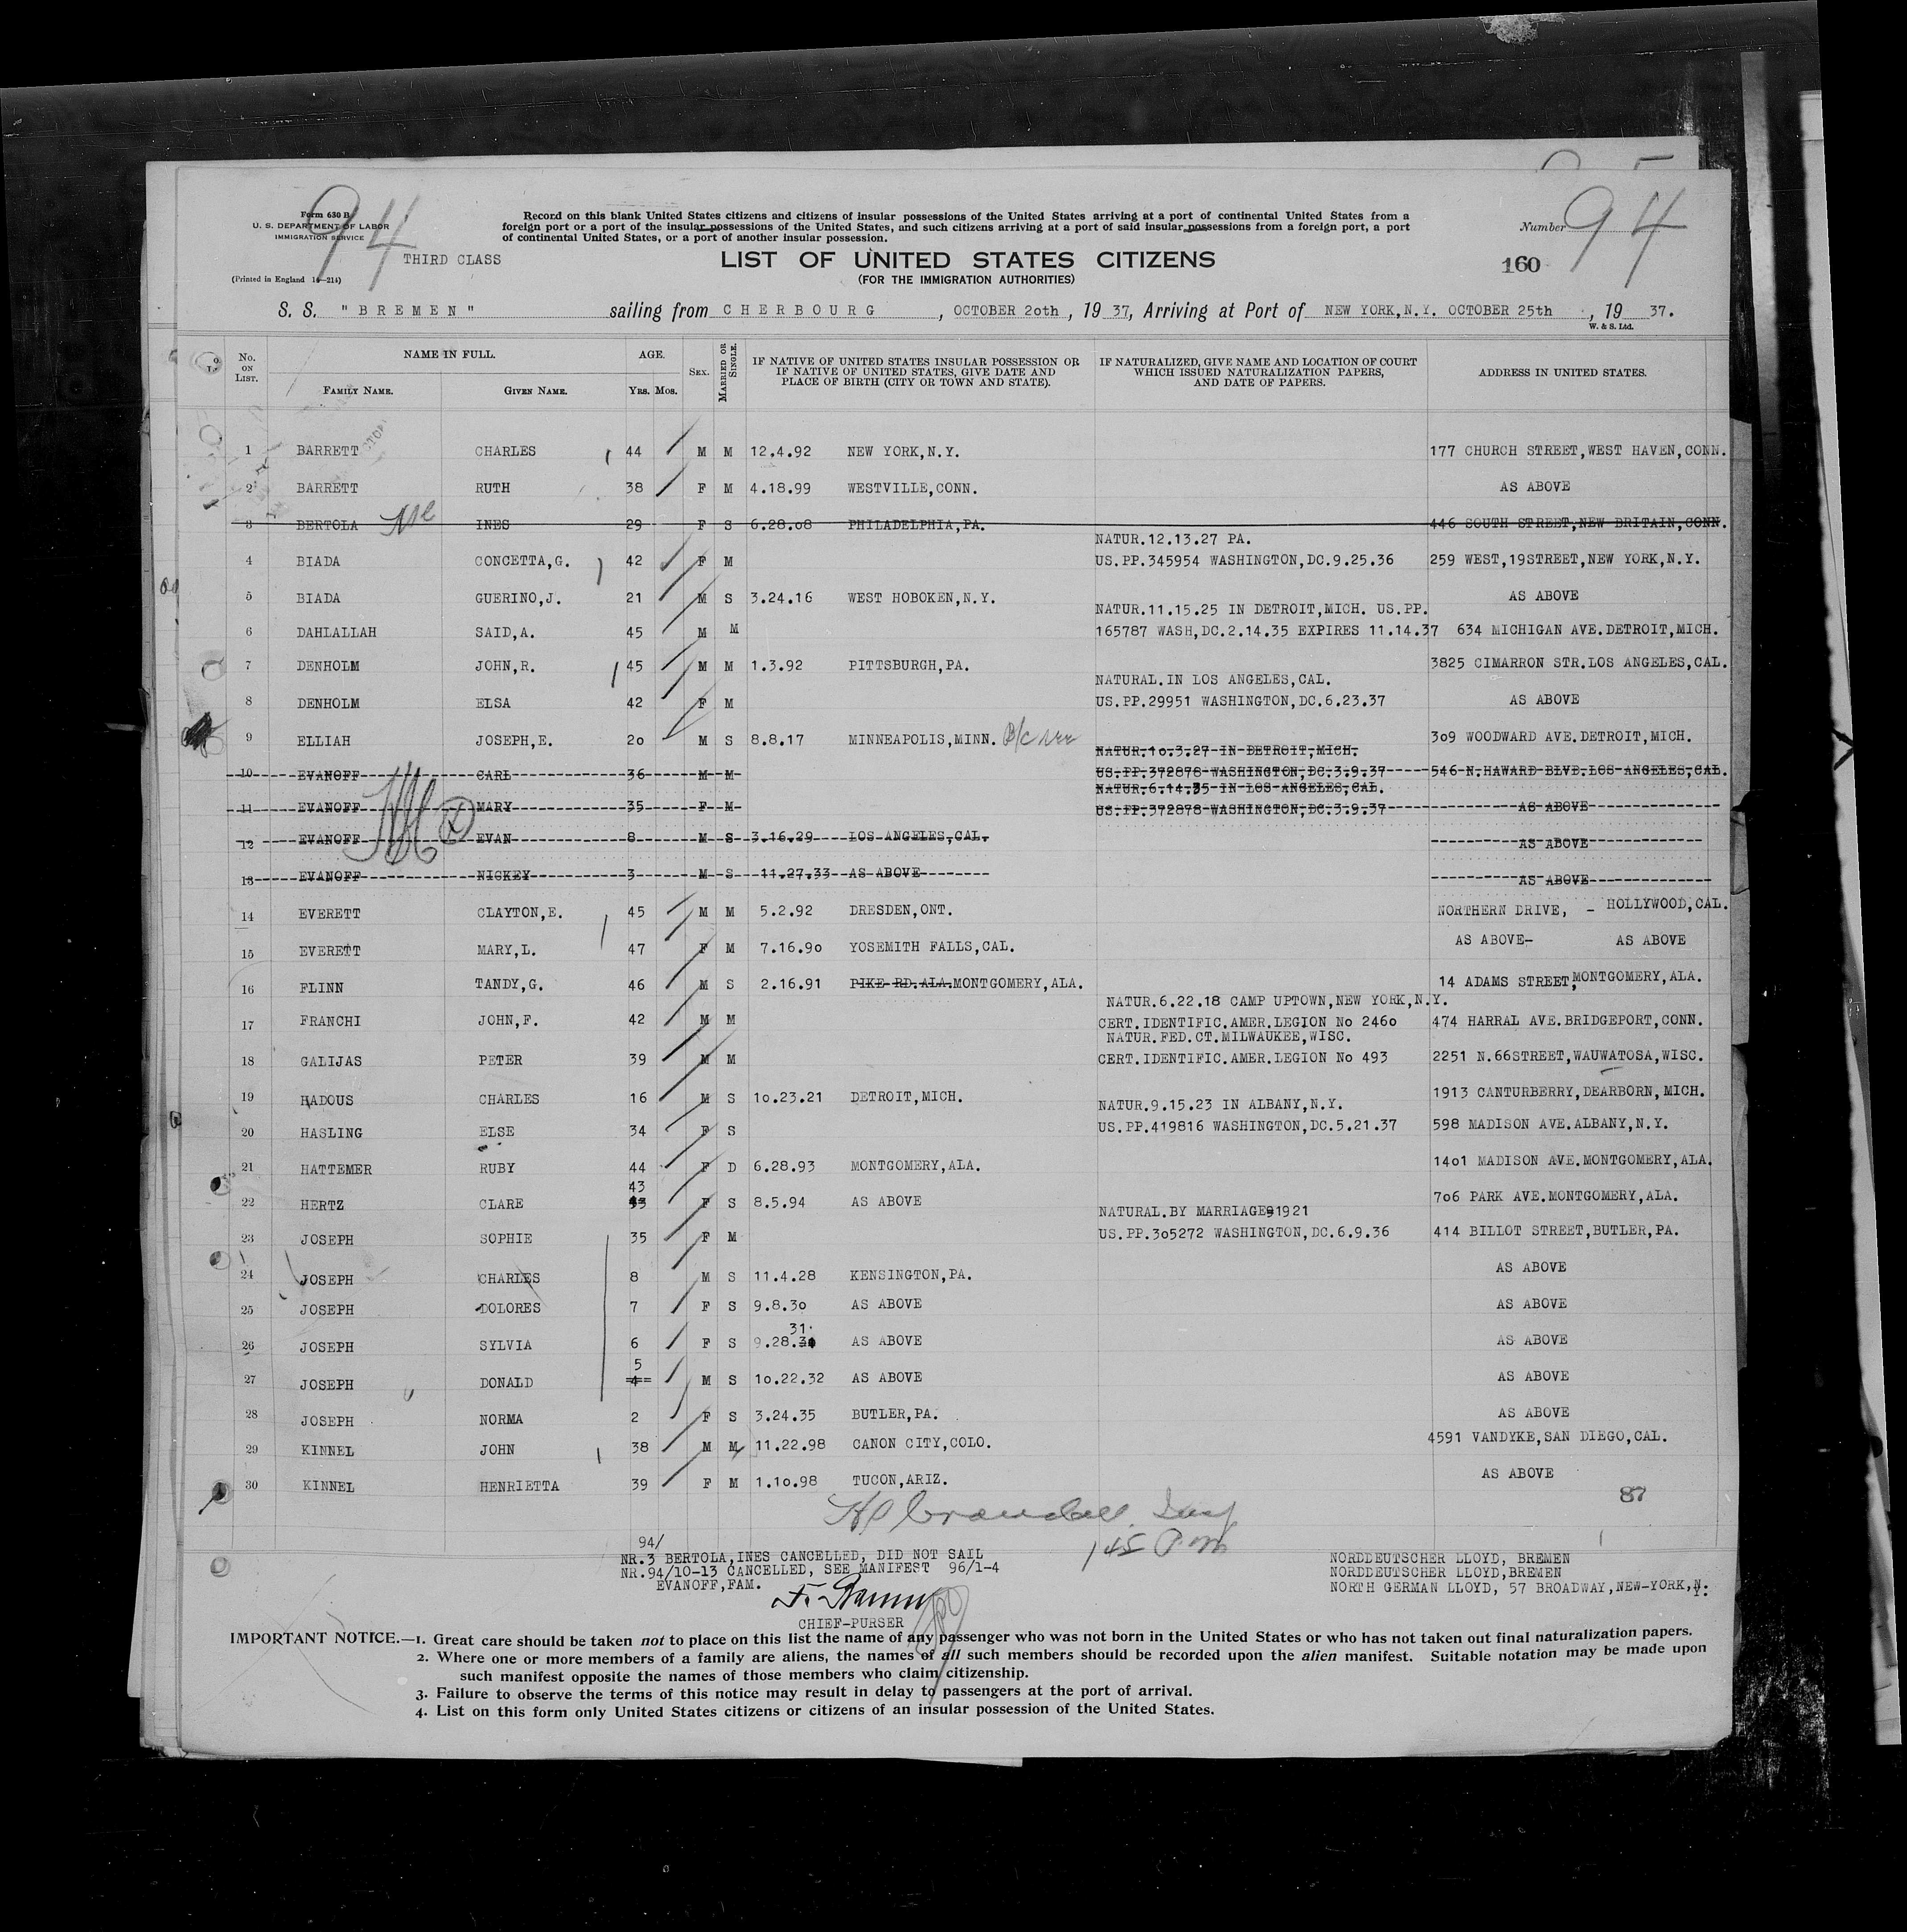 94
Form 630 B
U. S. DEPARTMENT OF LABOR
IMMIGRATION SERVICE
(Printed in England 14—214)
THIRD CLASS
Record on this blank United States citizens and citizens of insular possessions of the United States arriving at a port of continental United States from a
foreign port or a port of the insular possessions of the United States, and such citizens arriving at a port of said insular possessions from a foreign port, a port
of continental United States, or a port of another insular possession.
Number 94
LIST OF UNITED STATES CITIZENS
(FOR THE IMMIGRATION AUTHORITIES)
160
S. S. "BREMEN" sailing from CHERBOURG, OCTOBER 2oth, 19 37, Arriving at Port of NEW YORK,N.Y. OCTOBER 25th, 19 37.
W. & S. Ltd.
No. ON LIST. NAME IN FULL. FAMILY NAME. GIVEN NAME. AGE. YRS. MOS. SEX. MARRIED OR SINGLE. IF NATIVE OF UNITED STATES INSULAR POSSESSION OR IF NATIVE OF UNITED STATES, GIVE DATE AND PLACE OF BIRTH (CITY OR TOWN AND STATE). IF NATURALIZED, GIVE NAME AND LOCATION OF COURT WHICH ISSUED NATURALIZATION PAPERS, AND DATE OF PAPERS. ADDRESS IN UNITED STATES.
1 BARRETT CHARLES 44 M M 12.4.92 NEW YORK,N.Y. 177 CHURCH STREET,WEST HAVEN,CONN.
2 BARRETT RUTH 38 F M 4.18.99 WESTVILLE,CONN. AS ABOVE
3 BERTOLA INES 29 F S 6.28.o8 PHILADELPHIA,PA. 446 SOUTH STREET,NEW BRITAIN,CONN.
NATUR.12.13.27 PA.
4 BIADA CONCETTA,G. 42 F M US.PP.345954 WASHINGTON,DC.9.25.36 259 WEST,19STREET,NEW YORK,N.Y.
5 BIADA GUERINO,J. 21 M S 3.24.16 WEST HOBOKEN,N.Y. AS ABOVE
NATUR.11.15.25 IN DETROIT,MICH. US.PP.
6 DAHLALLAH SAID,A. 45 M M 165787 WASH,DC.2.14.35 EXPIRES 11.14.37 634 MICHIGAN AVE.DETROIT,MICH.
7 DENHOLM JOHN,R. 45 M M 1.3.92 PITTSBURGH,PA. 3825 CIMARRON STR.LOS ANGELES,CAL.
NATURAL.IN LOS ANGELES,CAL.
8 DENHOLM ELSA 42 F M US.PP.29951 WASHINGTON,DC.6.23.37 AS ABOVE
9 ELLIAH JOSEPH,E. 2o M S 8.8.17 MINNEAPOLIS,MINN. 3o9 WOODWARD AVE.DETROIT,MICH.
NATUR.1o.3.27 IN DETROIT,MICH.
10 EVANOFF CARL 36 M M US.PP.372878 WASHINGTON,DC.3.9.37 546 N.HAWARD BLVD.LOS ANGELES,CAL.
NATUR.6.14.35 IN LOS ANGELES,CAL.
11 EVANOFF MARY 35 F M US.PP.372878 WASHINGTON,DC.3.9.37 AS ABOVE
12 EVANOFF EVAN 8 M S 3.16.29 LOS ANGELES,CAL. AS ABOVE
13 EVANOFF NICKEY 3 M S 11.27.33 AS ABOVE AS ABOVE
14 EVERETT CLAYTON,E. 45 M M 5.2.92 DRESDEN,ONT. NORTHERN DRIVE, - HOLLYWOOD,CAL.
15 EVERETT MARY,L. 47 F M 7.16.9o YOSEMITH FALLS,CAL. AS ABOVE- AS ABOVE
16 FLINN TANDY,G. 46 M S 2.16.91 PIKE RD.ALA.MONTGOMERY,ALA. 14 ADAMS STREET,MONTGOMERY,ALA.
NATUR.6.22.18 CAMP UPTOWN,NEW YORK,N.Y.
17 FRANCHI JOHN,F. 42 M M CERT.IDENTIFIC.AMER.LEGION No 246o 474 HARRAL AVE.BRIDGEPORT,CONN.
NATUR.FED.CT.MILWAUKEE,WISC.
18 GALIJAS PETER 39 M M CERT.IDENTIFIC.AMER.LEGION No 493 2251 N.66STREET,WAUWATOSA,WISC.
19 HADOUS CHARLES 16 M S 1o.23.21 DETROIT,MICH. 1913 CANTURBERRY,DEARBORN,MICH.
NATUR.9.15.23 IN ALBANY,N.Y.
20 HASLING ELSE 34 F S US.PP.419816 WASHINGTON,DC.5.21.37 598 MADISON AVE.ALBANY,N.Y.
21 HATTEMER RUBY 44 F D 6.28.93 MONTGOMERY,ALA. 14o1 MADISON AVE.MONTGOMERY,ALA.
43
22 HERTZ CLARE F S 8.5.94 AS ABOVE 7o6 PARK AVE.MONTGOMERY,ALA.
NATURAL.BY MARRIAGE 1921
23 JOSEPH SOPHIE 35 F M US.PP.3o5272 WASHINGTON,DC.6.9.36 414 BILLOT STREET,BUTLER,PA.
24 JOSEPH CHARLES 8 M S 11.4.28 KENSINGTON,PA. AS ABOVE
25 JOSEPH DOLORES 7 F S 9.8.3o AS ABOVE AS ABOVE
31
26 JOSEPH SYLVIA 6 F S 9.28. AS ABOVE AS ABOVE
5
27 JOSEPH DONALD 4 M S 1o.22.32 AS ABOVE AS ABOVE
28 JOSEPH NORMA 2 F S 3.24.35 BUTLER,PA. AS ABOVE
29 KINNEL JOHN 38 M M 11.22.98 CANON CITY,COLO. 4591 VANDYKE,SAN DIEGO,CAL.
30 KINNEL HENRIETTA 39 F M 1.1o.98 TUCON,ARIZ. AS ABOVE
87
1 45 P.m
94/
NR.3 BERTOLA,INES CANCELLED, DID NOT SAIL
NR.94/10-13 CANCELLED, SEE MANIFEST 96/1-4
EVANOFF,FAM.
CHIEF-PURSER
NORDDEUTSCHER LLOYD, BREMEN
NORDDEUTSCHER LLOYD,BREMEN
NORTH GERMAN LLOYD, 57 BROADWAY,NEW-YORK,N.Y.
IMPORTANT NOTICE.—1. Great care should be taken not to place on this list the name of any passenger who was not born in the United States or who has not taken out final naturalization papers.
2. Where one or more members of a family are aliens, the names of all such members should be recorded upon the alien manifest. Suitable notation may be made upon
such manifest opposite the names of those members who claim citizenship.
3. Failure to observe the terms of this notice may result in delay to passengers at the port of arrival.
4. List on this form only United States citizens or citizens of an insular possession of the United States.